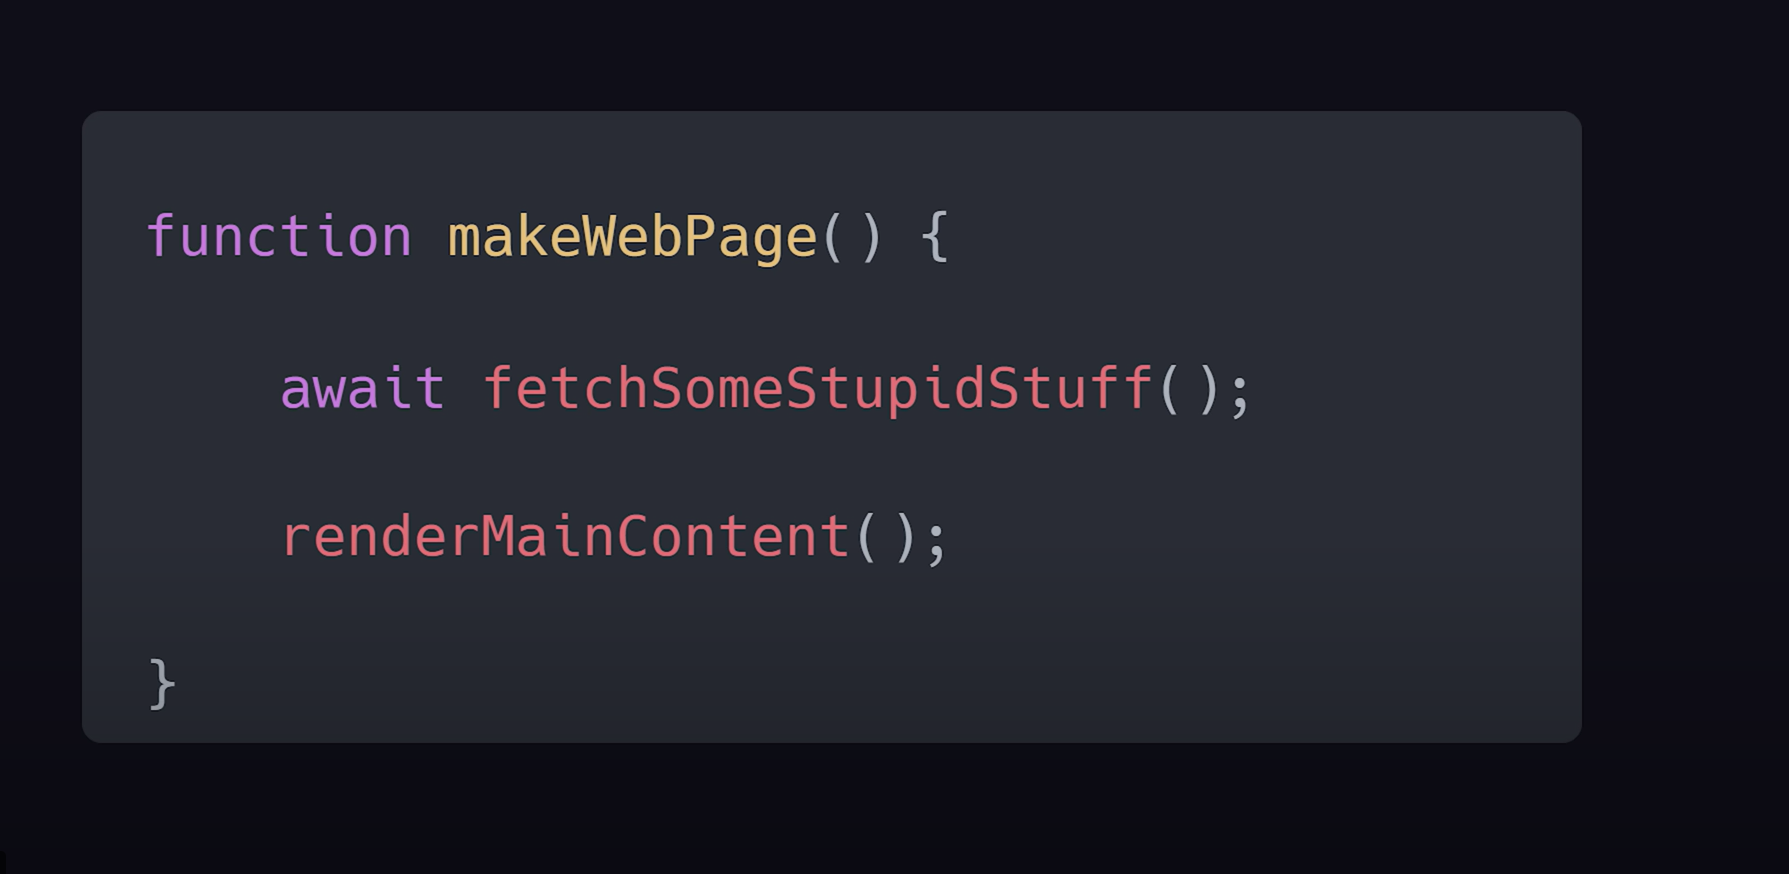 function makeWebPage() {
await fetchSomeStupidStuff();
renderMainContent();
}